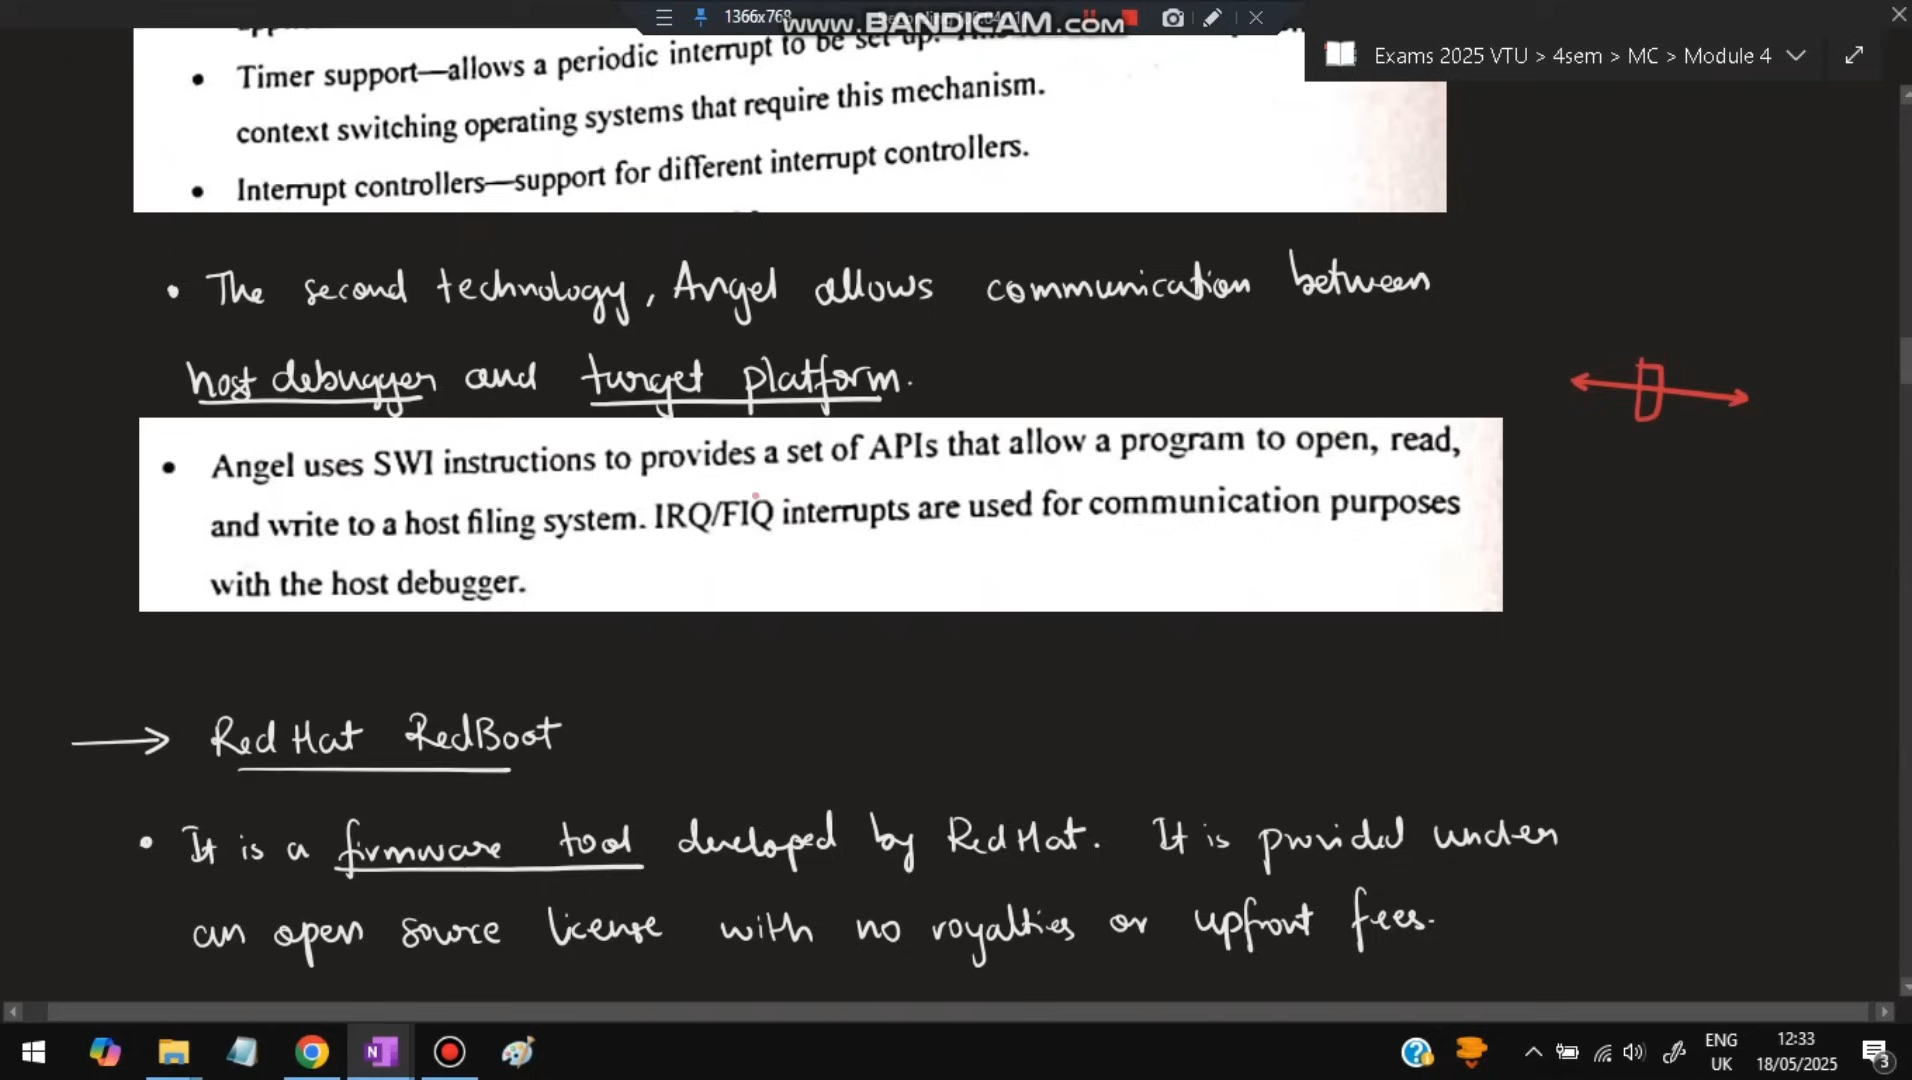 1366x768
www.BANDICAM.com
Exams 2025 VTU > 4sem > MC > Module 4
• Timer support—allows a periodic interrupt to be set up.
context switching operating systems that require this mechanism.
• Interrupt controllers—support for different interrupt controllers.
• The second technology, Angel allows communication between
host debugger and target platform.
• Angel uses SWI instructions to provides a set of APIs that allow a program to open, read,
and write to a host filing system. IRQ/FIQ interrupts are used for communication purposes
with the host debugger.
→ Red Hat RedBoot
• It is a firmware tool developed by Red Hat. It is provided under
an open source license with no royalties or upfront fees.
ENG
UK
12:33
18/05/2025
3